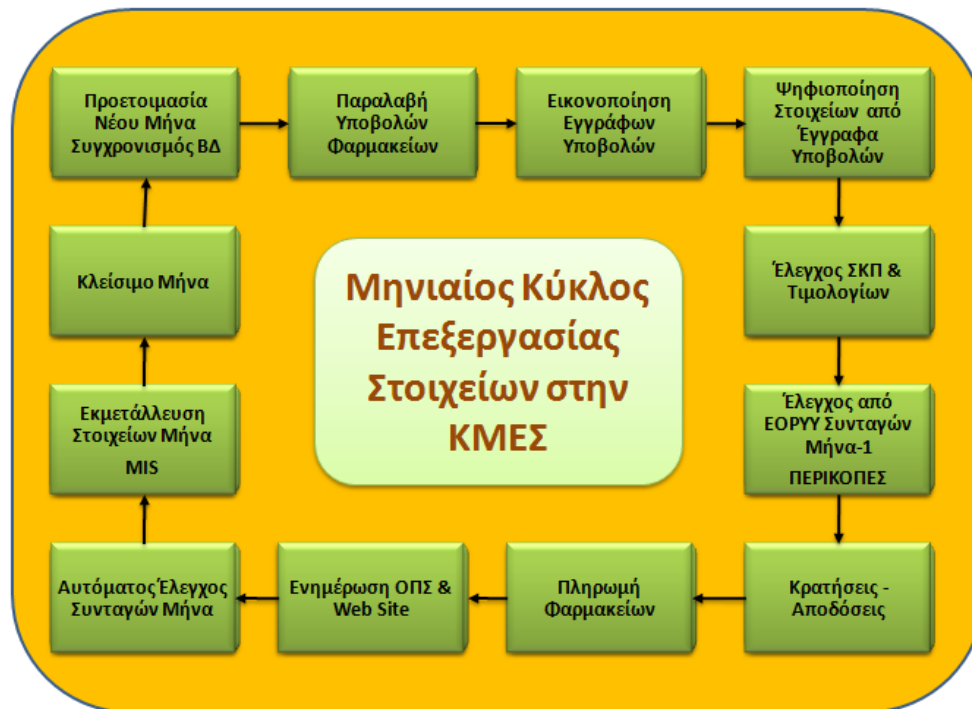 Προετοιμασία
Νέου Μήνα
Συγχρονισμός ΒΔ
Παραλαβή
Υποβολών
Φαρμακείων
Εικονοποίηση
Εγγράφων
Υποβολών
Ψηφιοποίηση
Στοιχείων από
Έγγραφα
Υποβολών
Έλεγχος ΣΚΠ &
Τιμολογίων
Έλεγχος από
ΕΟΡΥΥ Συνταγών
Μήνα-1
ΠΕΡΙΚΟΠΕΣ
Κρατήσεις -
Αποδόσεις
Πληρωμή
Φαρμακείων
Ενημέρωση ΟΠΣ &
Web Site
Αυτόματος Έλεγχος
Συνταγών Μήνα
Εκμετάλλευση
Στοιχείων Μήνα
MIS
Κλείσιμο Μήνα
Μηνιαίος Κύκλος
Επεξεργασίας
Στοιχείων στην
ΚΜΕΣ